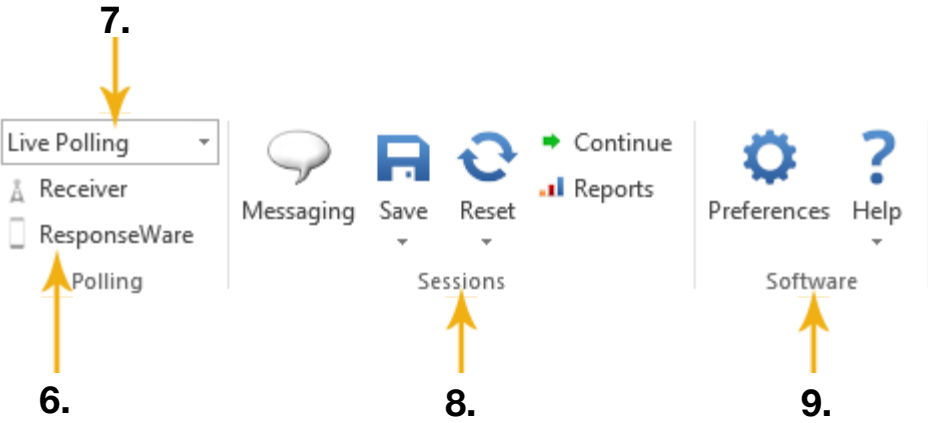 7.
Live Polling
Receiver
ResponseWare
Polling
Messaging
Save
Reset
Continue
Reports
Sessions
Preferences
Help
Software
6.
8.
9.